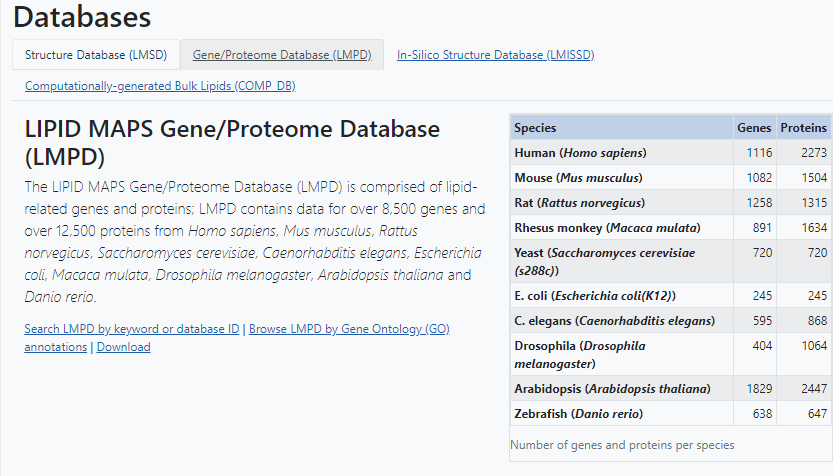 Databases
Structure Database (LMSD)
Gene/Proteome Database (LMPD)
In-Silico Structure Database (LMISSD)
Computationally-generated Bulk Lipids (COMP_DB)
LIPID MAPS Gene/Proteome Database
(LMPD)
The LIPID MAPS Gene/Proteome Database (LMPD) is comprised of lipid-
related genes and proteins; LMPD contains data for over 8,500 genes and
over 12,500 proteins from Homo sapiens, Mus musculus, Rattus
norvegicus, Saccharomyces cerevisiae, Caenorhabditis elegans, Escherichia
coli, Macaca mulata, Drosophila melanogaster, Arabidopsis thaliana and
Danio rerio.
Search LMPD by keyword or database ID | Browse LMPD by Gene Ontology (GO)
annotations | Download
Species Genes Proteins
Human (Homo sapiens) 1116 2273
Mouse (Mus musculus) 1082 1504
Rat (Rattus norvegicus) 1258 1315
Rhesus monkey (Macaca mulata) 891 1634
Yeast (Saccharomyces cerevisiae 720 720
(s288c))
E. coli (Escherichia coli(K12)) 245 245
C. elegans (Caenorhabditis elegans) 595 868
Drosophila (Drosophila 404 1064
melanogaster)
Arabidopsis (Arabidopsis thaliana) 1829 2447
Zebrafish (Danio rerio) 638 647
Number of genes and proteins per species